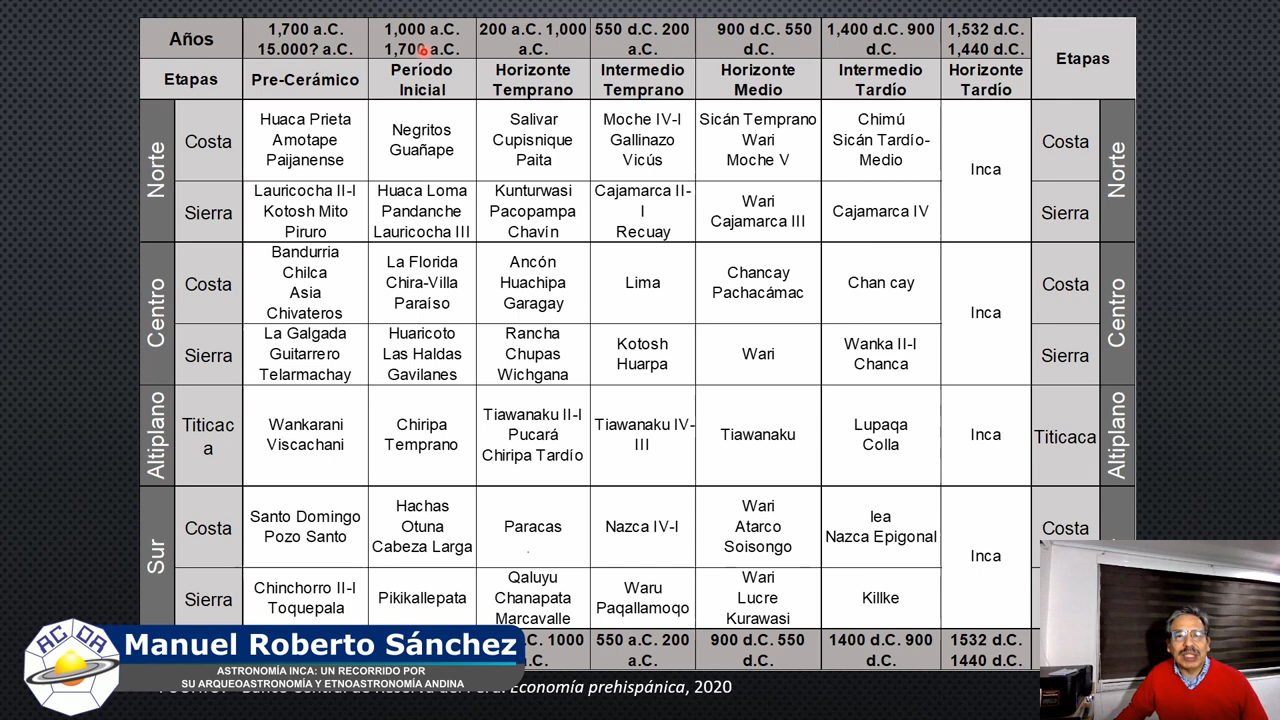 Años
1,700 a.C.
15.000? a.C.
1,000 a.C.
1,700 a.C.
200 a.C. 1,000
a.C.
550 d.C. 200
a.C.
900 d.C. 550
d.C.
1,400 d.C. 900
d.C.
1,532 d.C.
1,440 d.C.
Etapas
Etapas
Pre-Cerámico
Período
Inicial
Horizonte
Temprano
Intermedio
Temprano
Horizonte
Medio
Intermedio
Tardío
Horizonte
Tardío
Norte
Costa
Huaca Prieta
Amotape
Paijanense
Negritos
Guañape
Salivar
Cupisnique
Paita
Moche IV-I
Gallinazo
Vicús
Sicán Temprano
Wari
Moche V
Chimú
Sicán Tardío-
Medio
Inca
Costa
Norte
Sierra
Lauricocha II-I
Kotosh Mito
Piruro
Huaca Loma
Pandanche
Lauricocha III
Kunturwasi
Pacopampa
Chavín
Cajamarca II-
I
Recuay
Wari
Cajamarca III
Cajamarca IV
Sierra
Centro
Costa
Bandurria
Chilca
Asia
Chivateros
La Florida
Chira-Villa
Paraíso
Ancón
Huachipa
Garagay
Lima
Chancay
Pachacámac
Chan cay
Inca
Costa
Centro
Sierra
La Galgada
Guitarrero
Telarmachay
Huaricoto
Las Haldas
Gavilanes
Rancha
Chupas
Wichgana
Kotosh
Huarpa
Wari
Wanka II-I
Chanca
Sierra
Altiplano
Titicac
a
Wankarani
Viscachani
Chiripa
Temprano
Tiawanaku II-I
Pucará
Chiripa Tardío
Tiawanaku IV-
III
Tiawanaku
Lupaqa
Colla
Inca
Titicaca
Altiplano
Sur
Costa
Santo Domingo
Pozo Santo
Hachas
Otuna
Cabeza Larga
Paracas
Nazca IV-I
Wari
Atarco
Soisongo
Iea
Nazca Epigonal
Inca
Costa
Sierra
Chinchorro II-I
Toquepala
Pikikallepata
Qaluyu
Chanapata
Marcavalle
Waru
Paqallamoqo
Wari
Lucre
Kurawasi
Killke
C. 1000
.C.
550 a.C. 200
a.C.
900 d.C. 550
d.C.
1400 d.C. 900
d.C.
1532 d.C.
1440 d.C.
ACDA
Manuel Roberto Sánchez
ASTRONOMÍA INCA: UN RECORRIDO POR
SU ARQUEOASTRONOMÍA Y ETNOASTRONOMÍA ANDINA
Economía prehispánica, 2020